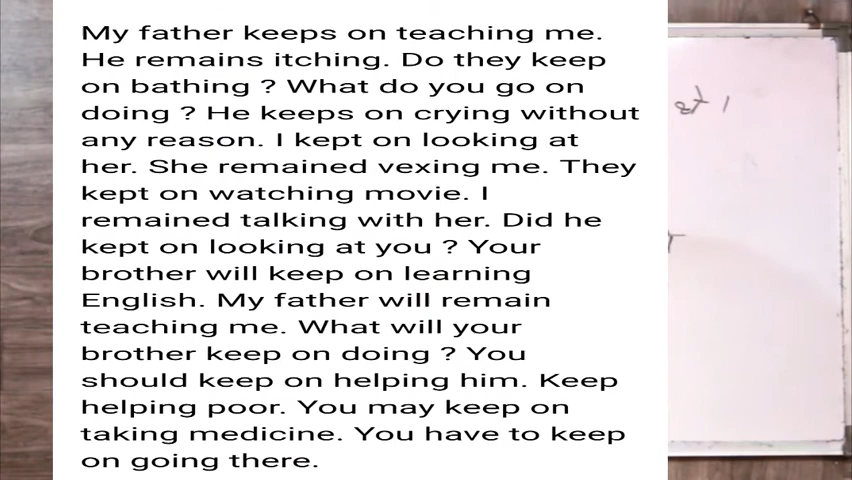 My father keeps on teaching me.
He remains itching. Do they keep
on bathing ? What do you go on
doing ? He keeps on crying without
any reason. I kept on looking at
her. She remained vexing me. They
kept on watching movie. I
remained talking with her. Did he
kept on looking at you ? Your
brother will keep on learning
English. My father will remain
teaching me. What will your
brother keep on doing ? You
should keep on helping him. Keep
helping poor. You may keep on
taking medicine. You have to keep
on going there.